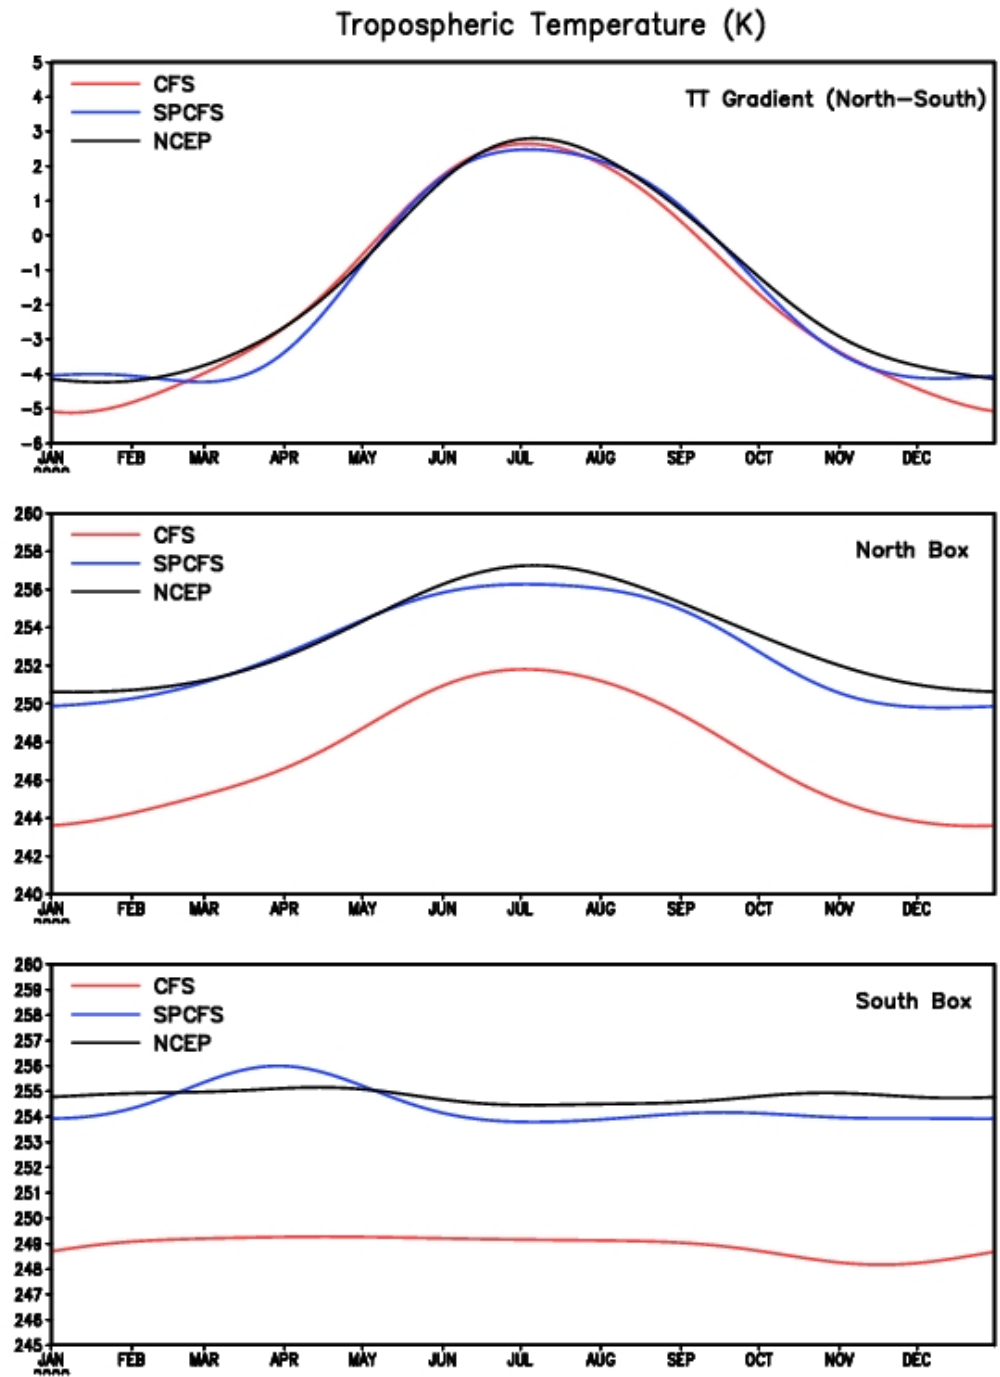 Tropospheric Temperature (K)
5
4
3
2
1
0
-1
-2
-3
-4
-5
-6
CFS
SPCFS
NCEP
TT Gradient (North-South)
JAN FEB MAR APR MAY JUN JUL AUG SEP OCT NOV DEC
260
258
256
254
252
250
248
246
244
242
240
CFS
SPCFS
NCEP
North Box
JAN FEB MAR APR MAY JUN JUL AUG SEP OCT NOV DEC
260
259
258
257
256
255
254
253
252
251
250
249
248
247
246
245
CFS
SPCFS
NCEP
South Box
JAN FEB MAR APR MAY JUN JUL AUG SEP OCT NOV DEC